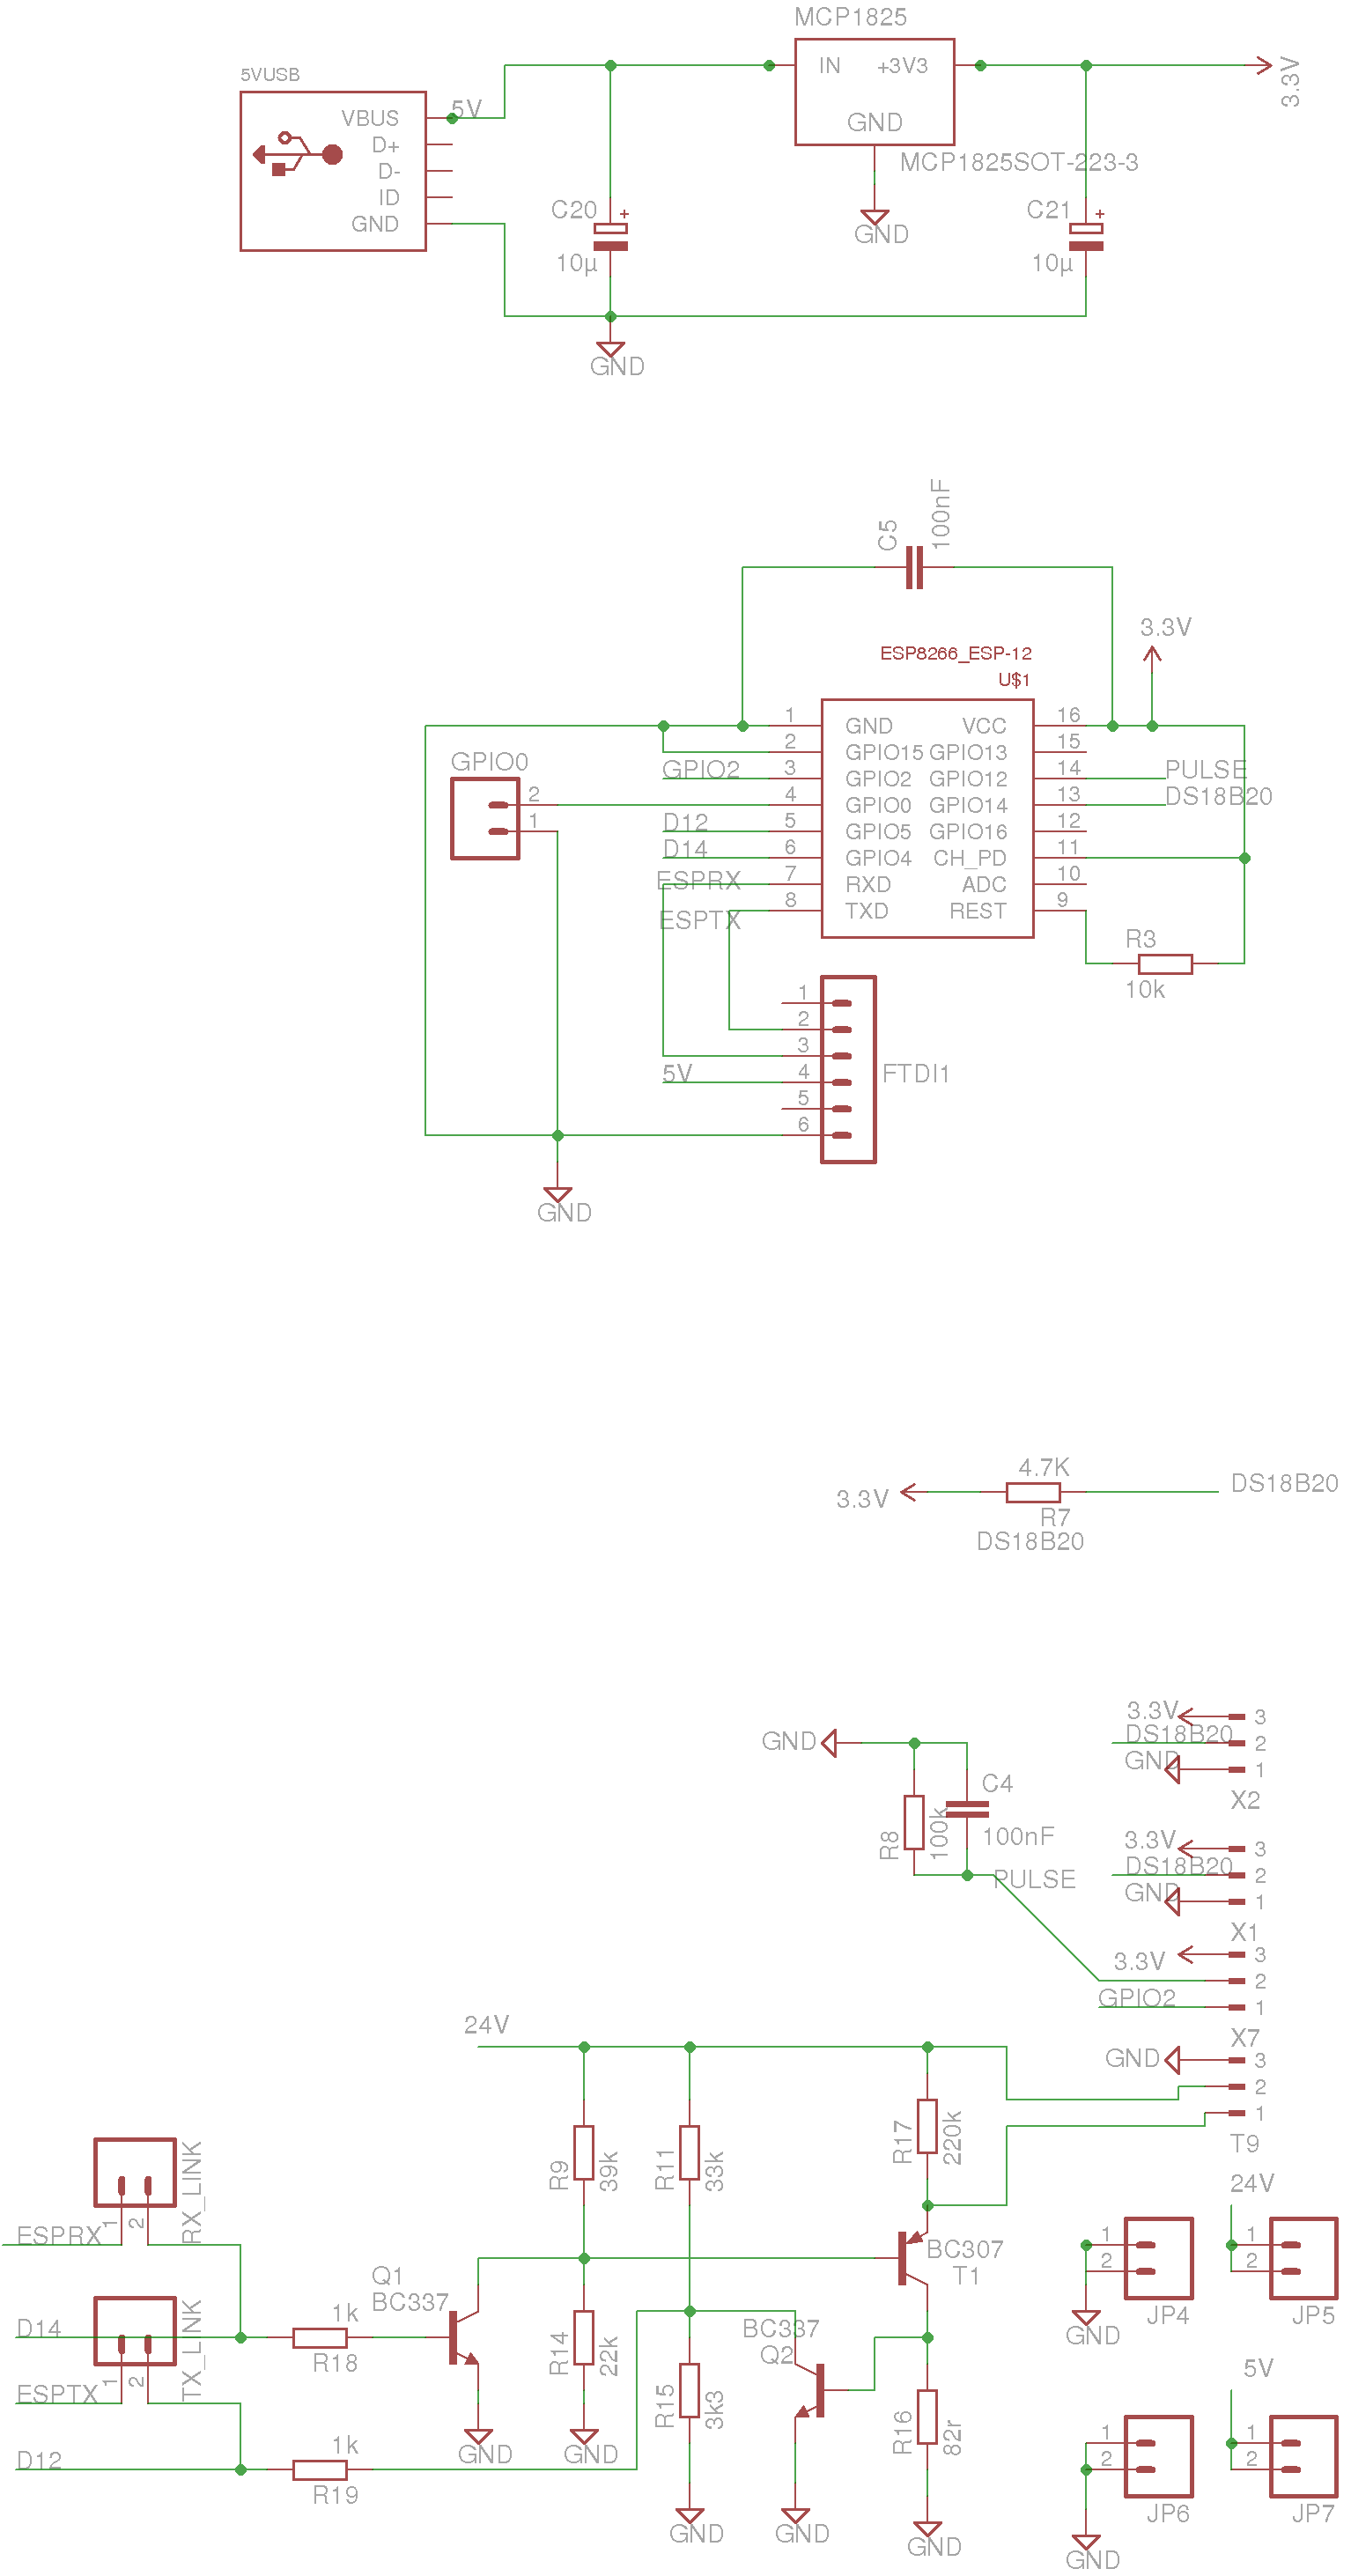 MCP1825
5VUSB
VBUS
D+
D-
ID
GND
5V
IN
+3V3
GND
MCP1825SOT-223-3
3.3V
GND
C20
+
10µ
C21
+
10µ
GND
C5
100nF
ESP8266_ESP-12
U$1
3.3V
1 GND VCC 16
2 GPIO15 GPIO13 15
GPIO2 3 GPIO2 GPIO12 14 PULSE
4 GPIO0 GPIO14 13 DS18B20
D12 5 GPIO5 GPIO16 12
D14 6 GPIO4 CH_PD 11
ESPRX 7 RXD ADC 10
ESPTX 8 TXD REST 9
GPIO0
2
1
R3
10k
1
2
3
5V 4
5
6
FTDI1
GND
4.7K
3.3V
DS18B20
R7
DS18B20
GND
C4
100nF
R8
100k
PULSE
3.3V 3
DS18B20 2
GND 1
X2
3.3V 3
DS18B20 2
GND 1
X1
3.3V 3
2
GPIO2 1
X7
GND 3
2
1
T9
24V
R9
39k
R11
33k
R17
220k
RX_LINK
1
2
ESPRX
Q1
BC337
BC307
T1
D14
1k
R18
TX_LINK
1
2
ESPTX
R14
22k
BC337
Q2
R15
3k3
R16
82r
D12
1k
R19
GND
GND
GND
GND
GND
24V
1
2
JP4
GND
1
2
JP5
5V
1
2
JP6
GND
1
2
JP7